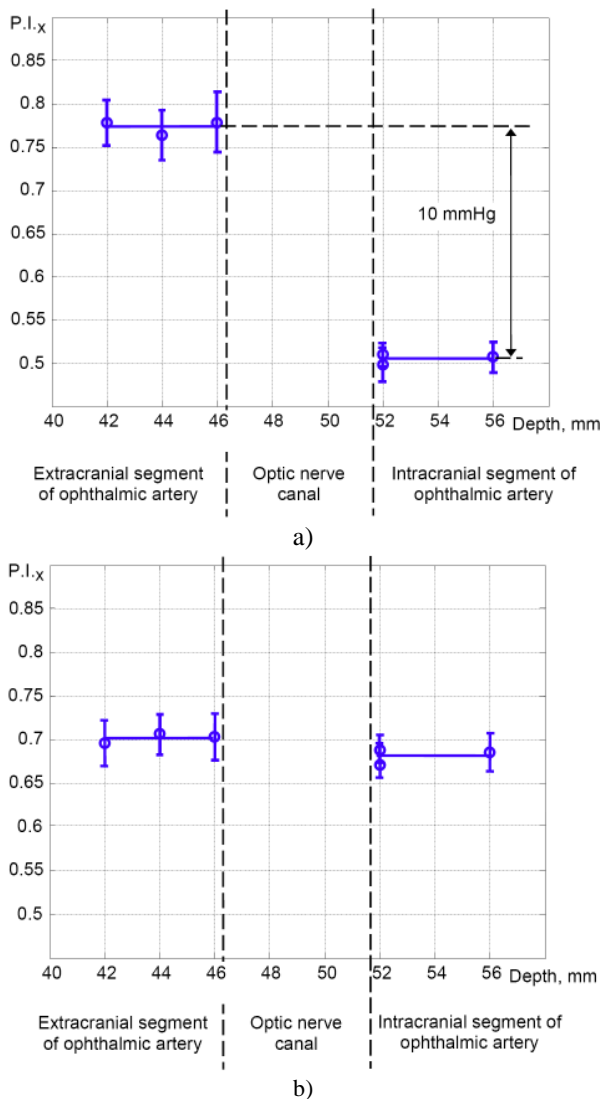 P.I.x
0.85
0.8
0.75
0.7
0.65
0.6
0.55
0.5
10 mmHg
40 42 44 46 48 50 52 54 56 Depth, mm
Extracranial segment
of ophthalmic artery
Optic nerve
canal
Intracranial segment of
ophthalmic artery
a)
P.I.x
0.85
0.8
0.75
0.7
0.65
0.6
0.55
0.5
40 42 44 46 48 50 52 54 56 Depth, mm
Extracranial segment
of ophthalmic artery
Optic nerve
canal
Intracranial segment of
ophthalmic artery
b)